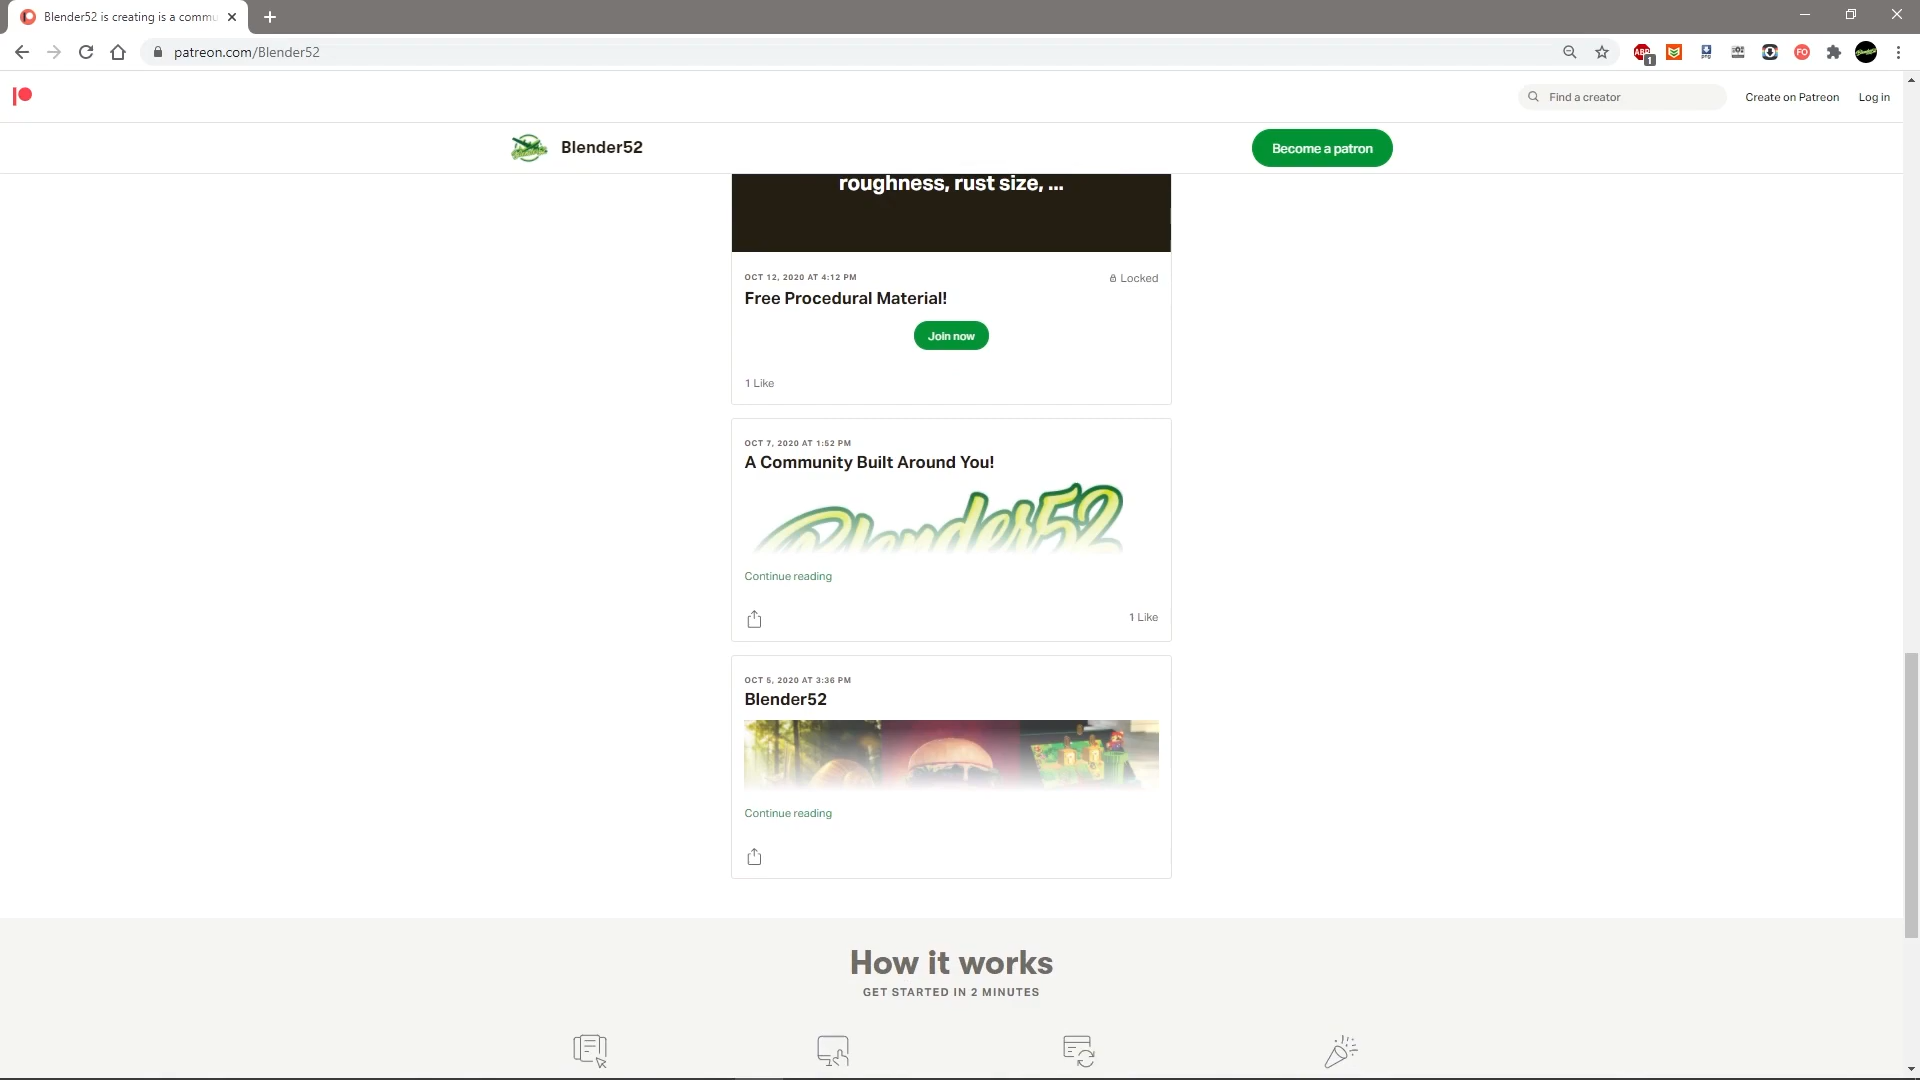 Blender52 is creating is a commu
patreon.com/Blender52
ABP
1
FO
Find a creator
Create on Patreon
Log in
Blender52
Become a patron
roughness, rust size, ...
OCT 12, 2020 AT 4:12 PM
Locked
Free Procedural Material!
Join now
1 Like
OCT 7, 2020 AT 1:52 PM
A Community Built Around You!
Blender52
Continue reading
1 Like
OCT 5, 2020 AT 3:36 PM
Blender52
Continue reading
How it works
GET STARTED IN 2 MINUTES